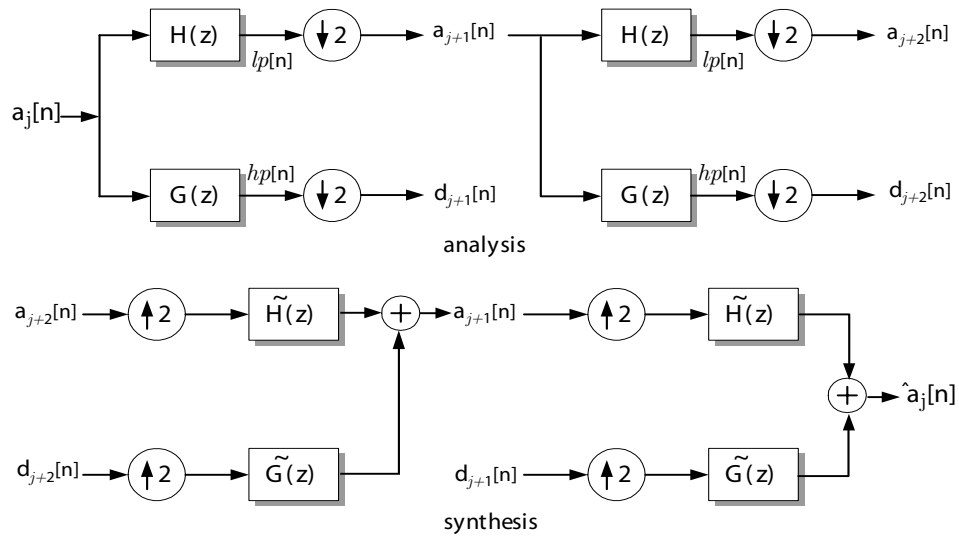 H(z) ↓2 a_{j+1}[n] H(z) ↓2 a_{j+2}[n]
lp[n] lp[n]
a_j[n]
hp[n] hp[n]
G(z) ↓2 d_{j+1}[n] G(z) ↓2 d_{j+2}[n]
analysis
a_{j+2}[n] ↑2 H̃(z) + a_{j+1}[n] ↑2 H̃(z)
+ ˆa_j[n]
d_{j+2}[n] ↑2 G̃(z) d_{j+1}[n] ↑2 G̃(z)
synthesis